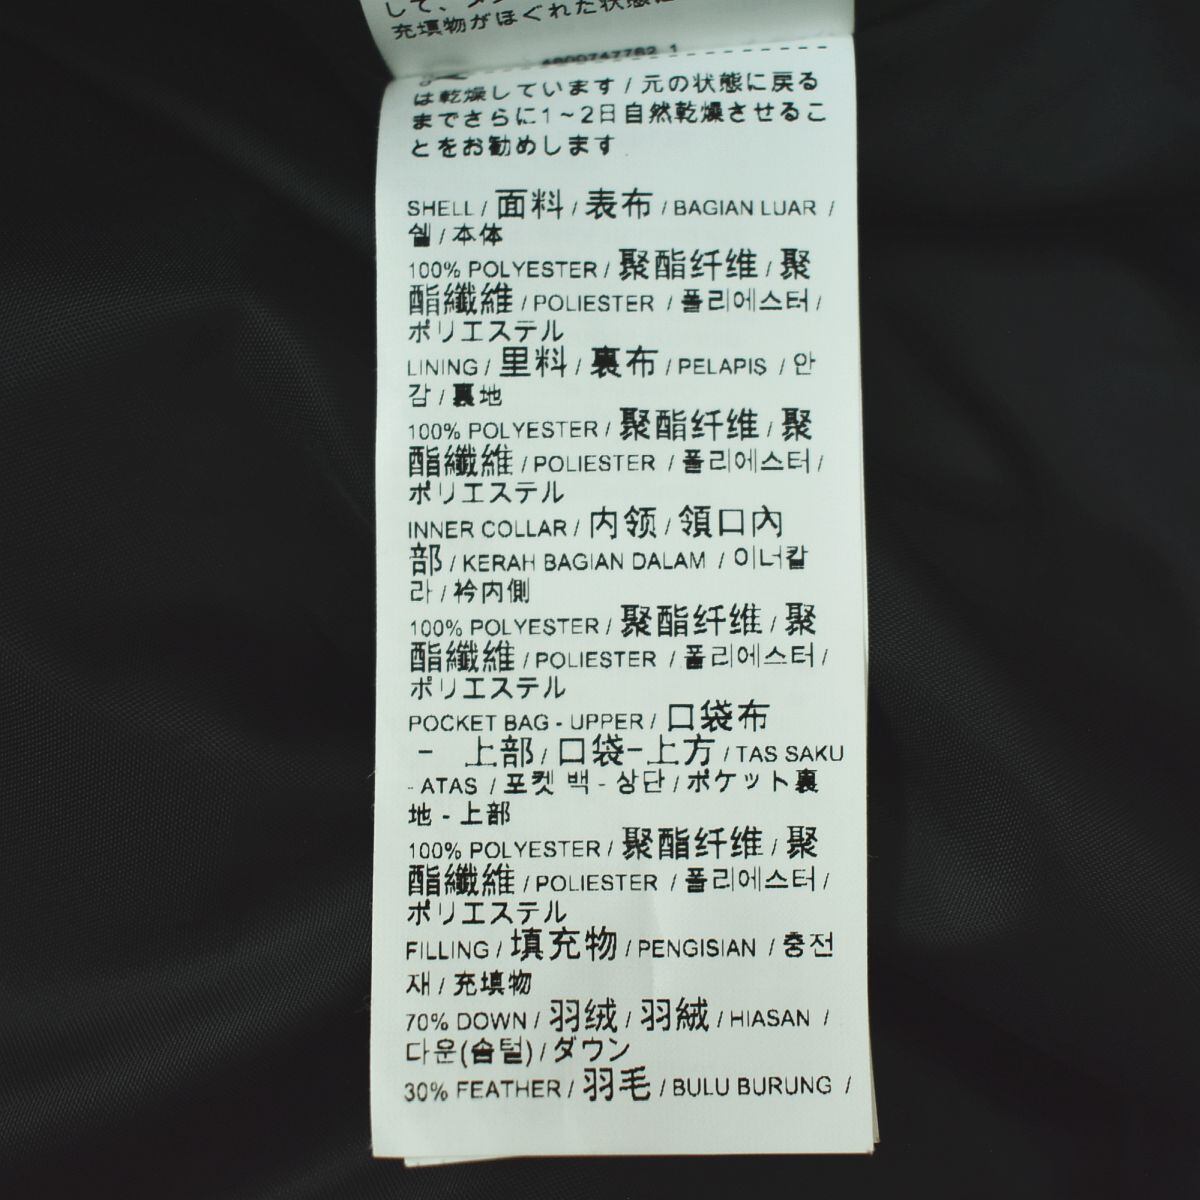 充填物がほぐれた状態に
は乾燥しています / 元の状態に戻る
までさらに1～2日自然乾燥させるこ
とをお勧めします
SHELL / 面料 / 表布 / BAGIAN LUAR /
쉘 / 本体
100% POLYESTER / 聚酯纤维 / 聚
酯纖維 / POLIESTER / 폴리에스터 /
ポリエステル
LINING / 里料 / 裏布 / PELAPIS / 안
감 / 裏地
100% POLYESTER / 聚酯纤维 / 聚
酯纖維 / POLIESTER / 폴리에스터 /
ポリエステル
INNER COLLAR / 内领 / 領口內
部 / KERAH BAGIAN DALAM / 이너칼
라 / 衿内側
100% POLYESTER / 聚酯纤维 / 聚
酯纖維 / POLIESTER / 폴리에스터 /
ポリエステル
POCKET BAG - UPPER / 口袋布
- 上部 / 口袋-上方 / TAS SAKU
- ATAS / 포켓 백 - 상단 / ポケット裏
地 - 上部
100% POLYESTER / 聚酯纤维 / 聚
酯纖維 / POLIESTER / 폴리에스터 /
ポリエステル
FILLING / 填充物 / PENGISIAN / 충전
재 / 充填物
70% DOWN / 羽绒 / 羽絨 / HIASAN /
다운(솜털) / ダウン
30% FEATHER / 羽毛 / BULU BURUNG /